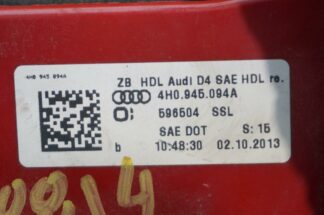 4H0 945 094A
ZB HDL Audi D4 SAE HDL re.
4H0.945.094A
596504 SSL
SAE DOT S: 15
b 10:48:30 02.10.2013